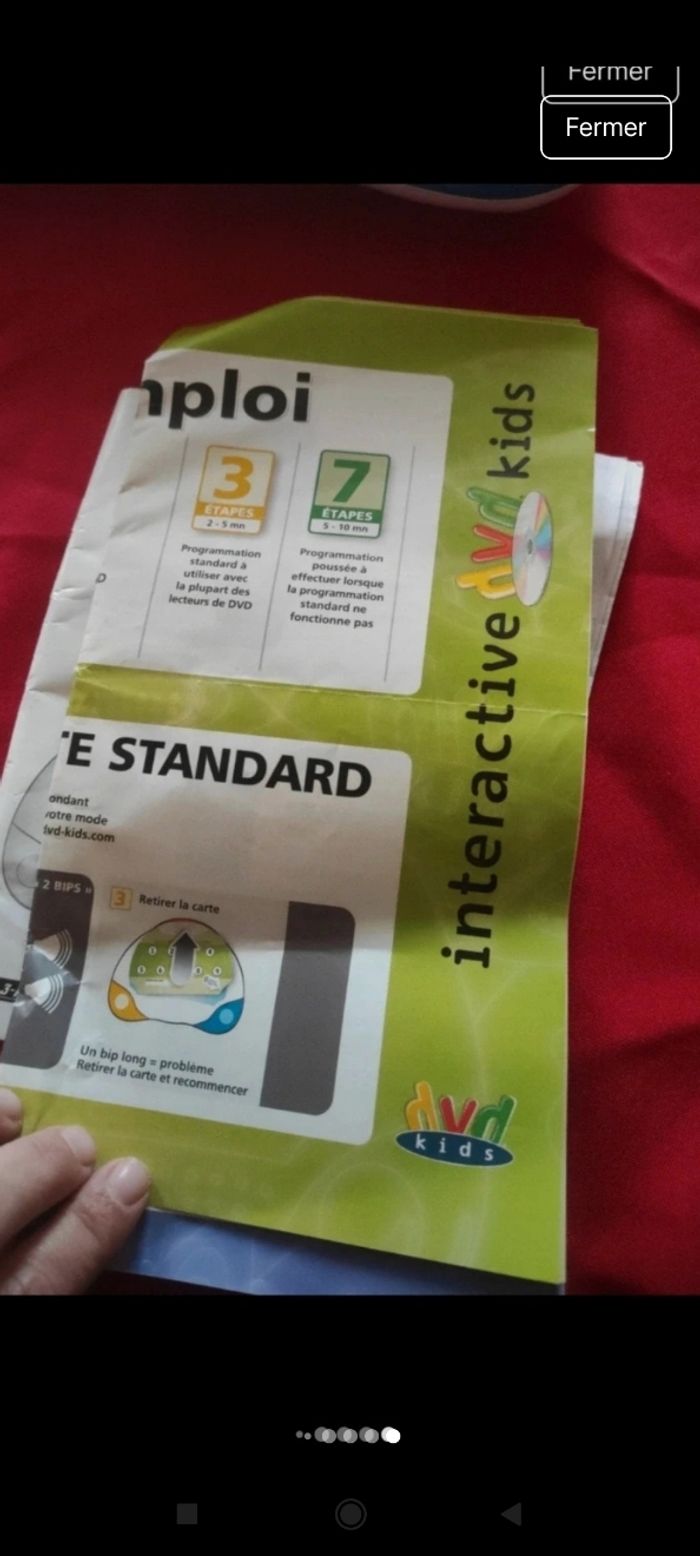 Fermer
Fermer
mploi
3
ÉTAPES
2 - 5 mn
Programmation
standard à
utiliser avec
la plupart des
lecteurs de DVD
7
ÉTAPES
5 - 10 mn
Programmation
poussée à
effectuer lorsque
la programmation
standard ne
fonctionne pas
interactive dvd kids
TE STANDARD
ondant
votre mode
dvd-kids.com
2 BIPS »
3 Retirer la carte
Un bip long = problème
Retirer la carte et recommencer
dvd
kids